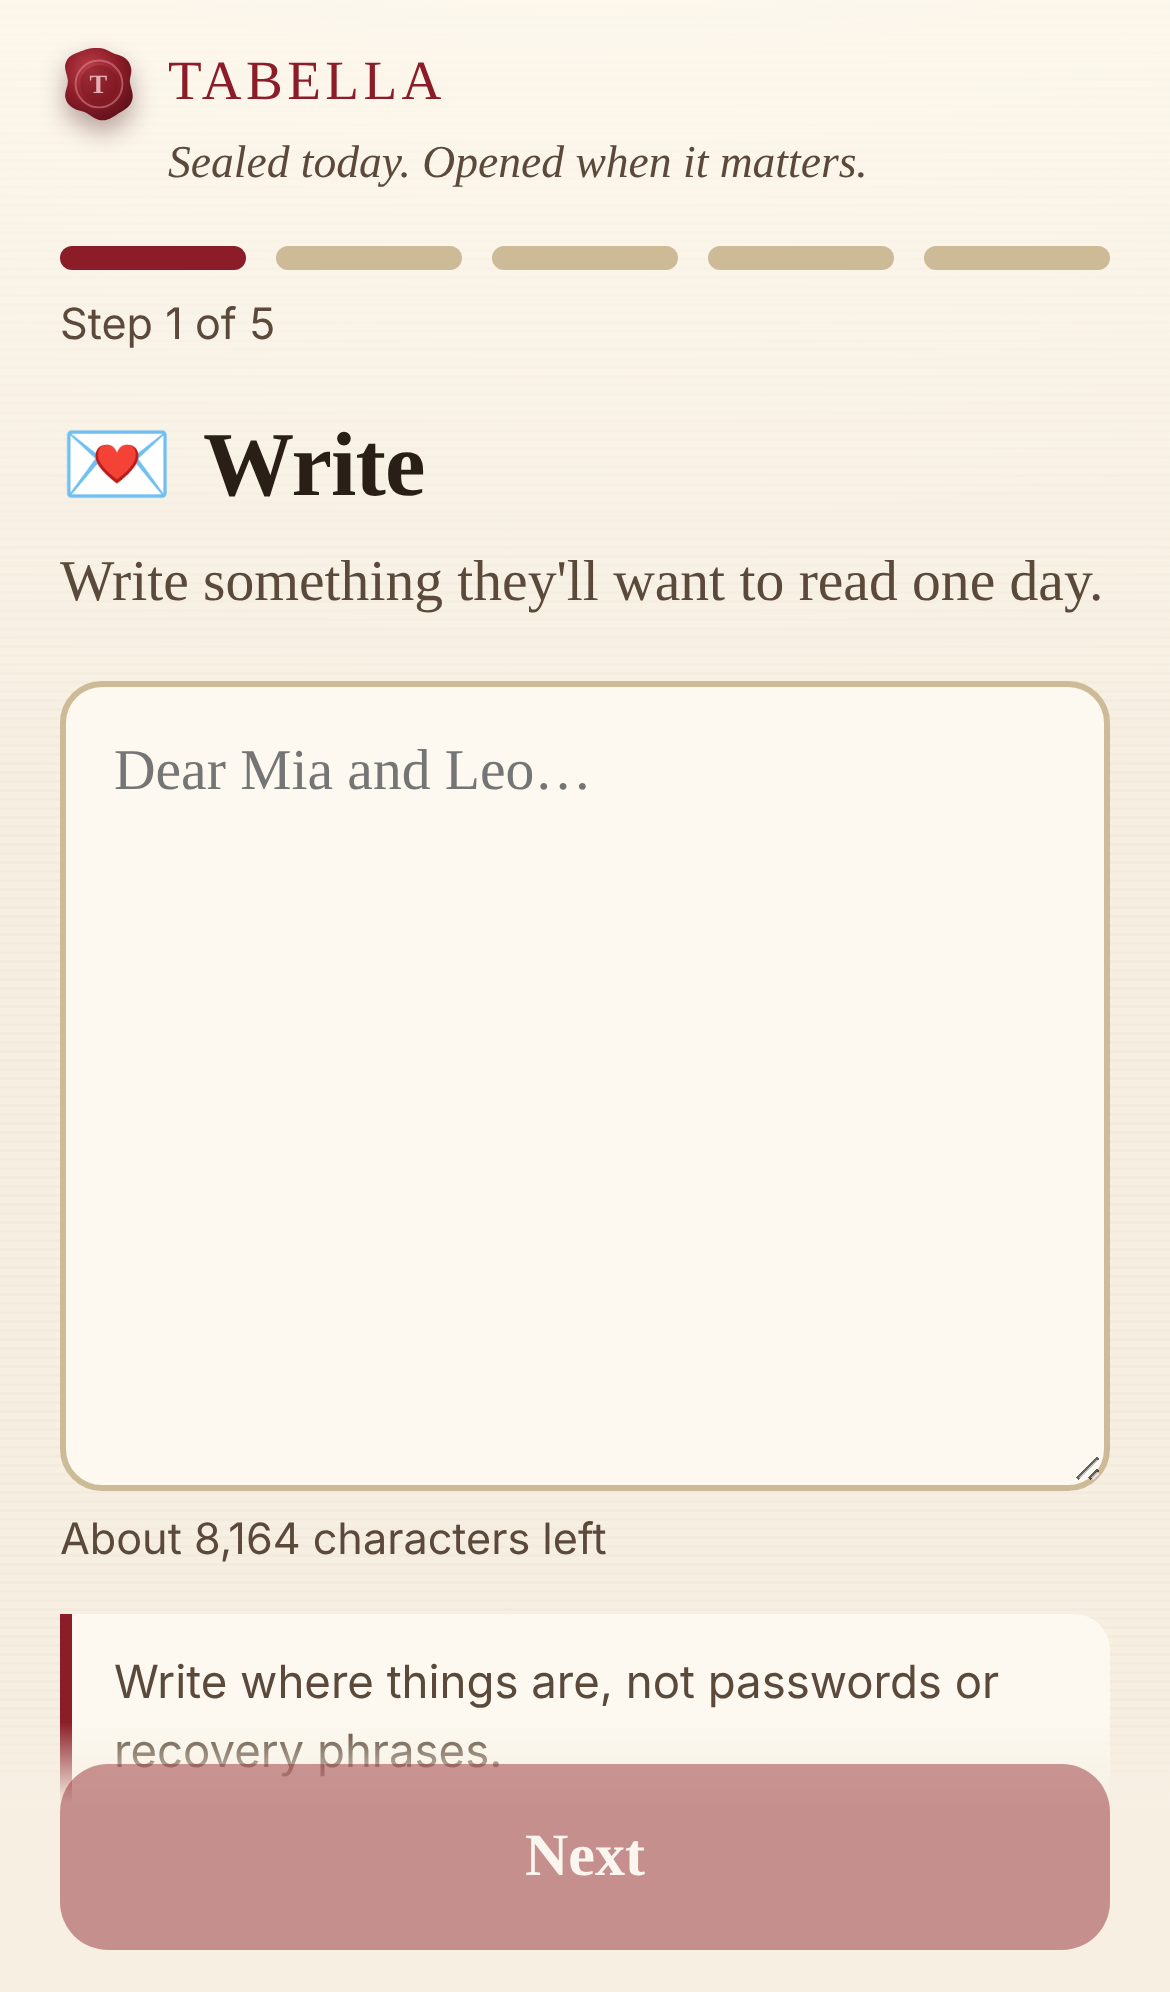 T
TABELLA
Sealed today. Opened when it matters.
Step 1 of 5
💌 Write
Write something they'll want to read one day.
Dear Mia and Leo…
About 8,164 characters left
Write where things are, not passwords or
recovery phrases.
Next